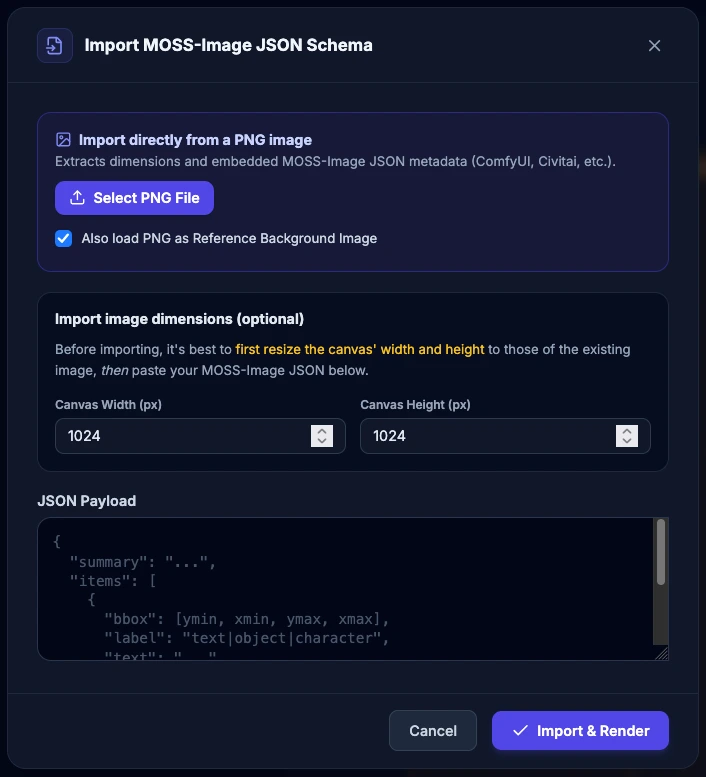 Import MOSS-Image JSON Schema
Import directly from a PNG image
Extracts dimensions and embedded MOSS-Image JSON metadata (ComfyUI, Civitai, etc.).
Select PNG File
Also load PNG as Reference Background Image
Import image dimensions (optional)
Before importing, it's best to first resize the canvas' width and height to those of the existing
image, then paste your MOSS-Image JSON below.
Canvas Width (px)
Canvas Height (px)
1024
1024
JSON Payload
{
"summary": "...",
"items": [
{
"bbox": [ymin, xmin, ymax, xmax],
"label": "text|object|character",
"text": "..."
Cancel
Import & Render